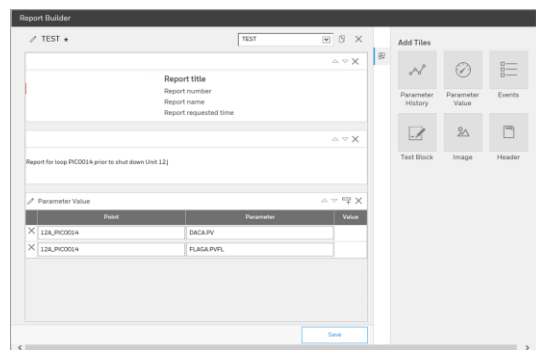 Report Builder
TEST *
TEST
Report title
Report number
Report name
Report requested time
Report for loop PIC0014 prior to shut down Unit 12.
Parameter Value
Point Parameter Value
12A_PIC0014 DACA.PV
12A_PIC0014 FLAGA.PVFL
Save
Add Tiles
Parameter History
Parameter Value
Events
Text Block
Image
Header